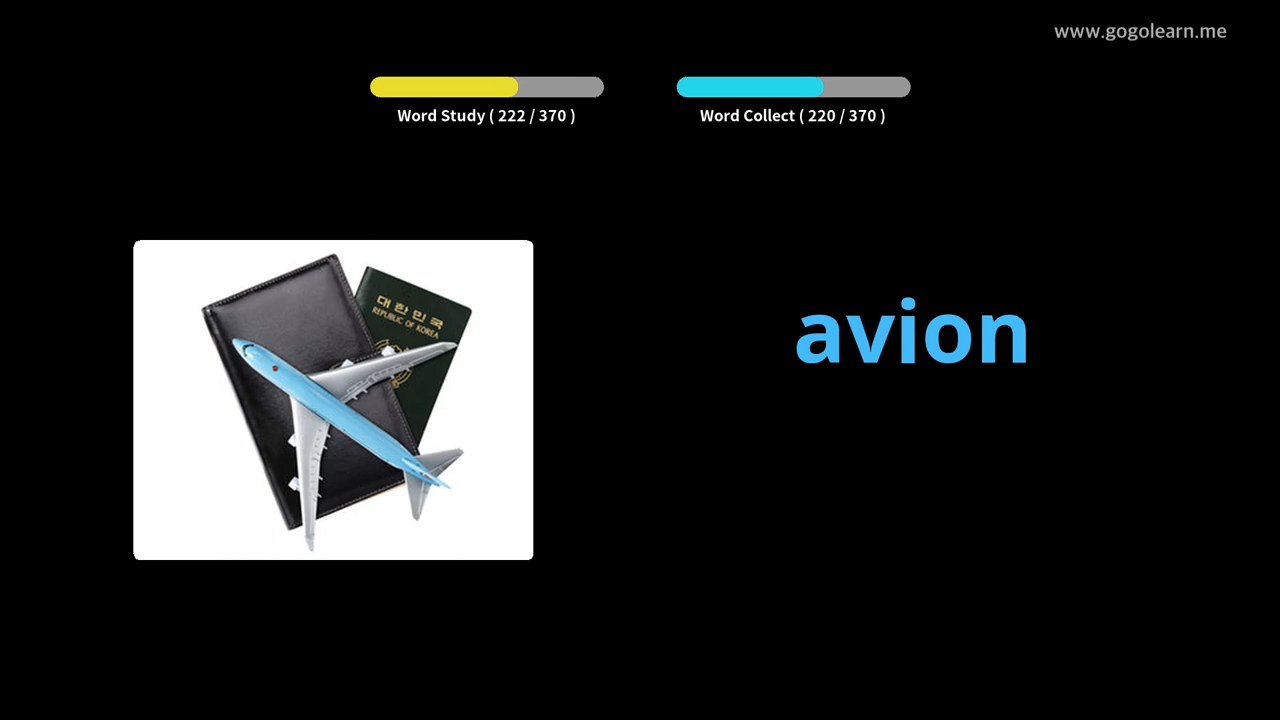 www.gogolearn.me
Word Study ( 222 / 370 )
Word Collect ( 220 / 370 )
대한민국
REPUBLIC OF KOREA
avion